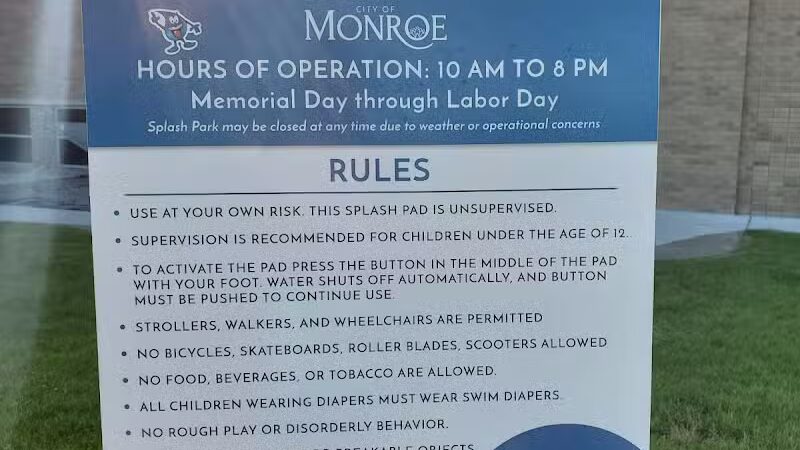 CITY OF
MONROE
HOURS OF OPERATION: 10 AM TO 8 PM
Memorial Day through Labor Day
Splash Park may be closed at any time due to weather or operational concerns
RULES
• USE AT YOUR OWN RISK. THIS SPLASH PAD IS UNSUPERVISED.
• SUPERVISION IS RECOMMENDED FOR CHILDREN UNDER THE AGE OF 12.
• TO ACTIVATE THE PAD PRESS THE BUTTON IN THE MIDDLE OF THE PAD
WITH YOUR FOOT. WATER SHUTS OFF AUTOMATICALLY, AND BUTTON
MUST BE PUSHED TO CONTINUE USE.
• STROLLERS, WALKERS, AND WHEELCHAIRS ARE PERMITTED
• NO BICYCLES, SKATEBOARDS, ROLLER BLADES, SCOOTERS ALLOWED
• NO FOOD, BEVERAGES, OR TOBACCO ARE ALLOWED.
• ALL CHILDREN WEARING DIAPERS MUST WEAR SWIM DIAPERS.
• NO ROUGH PLAY OR DISORDERLY BEHAVIOR.
BREAKABLE OBJECTS